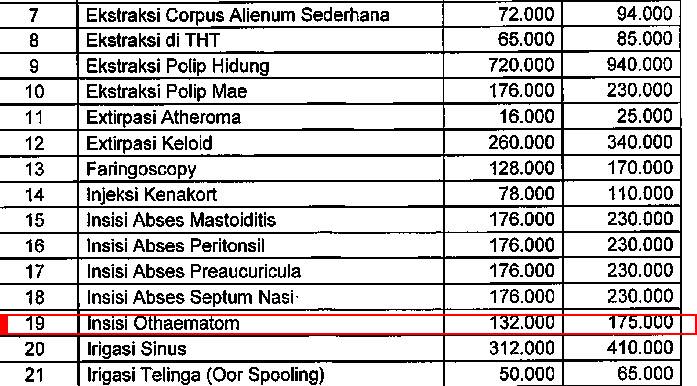 7 Ekstraksi Corpus Alienum Sederhana 72.000 94.000
8 Ekstraksi di THT 65.000 85.000
9 Ekstraksi Polip Hidung 720.000 940.000
10 Ekstraksi Polip Mae 176.000 230.000
11 Extirpasi Atheroma 16.000 25.000
12 Extirpasi Keloid 260.000 340.000
13 Faringoscopy 128.000 170.000
14 Injeksi Kenakort 78.000 110.000
15 Insisi Abses Mastoiditis 176.000 230.000
16 Insisi Abses Peritonsil 176.000 230.000
17 Insisi Abses Preaucuricula 176.000 230.000
18 Insisi Abses Septum Nasi 176.000 230.000
19 Insisi Othaematom 132.000 175.000
20 Irigasi Sinus 312.000 410.000
21 Irigasi Telinga (Oor Spooling) 50.000 65.000